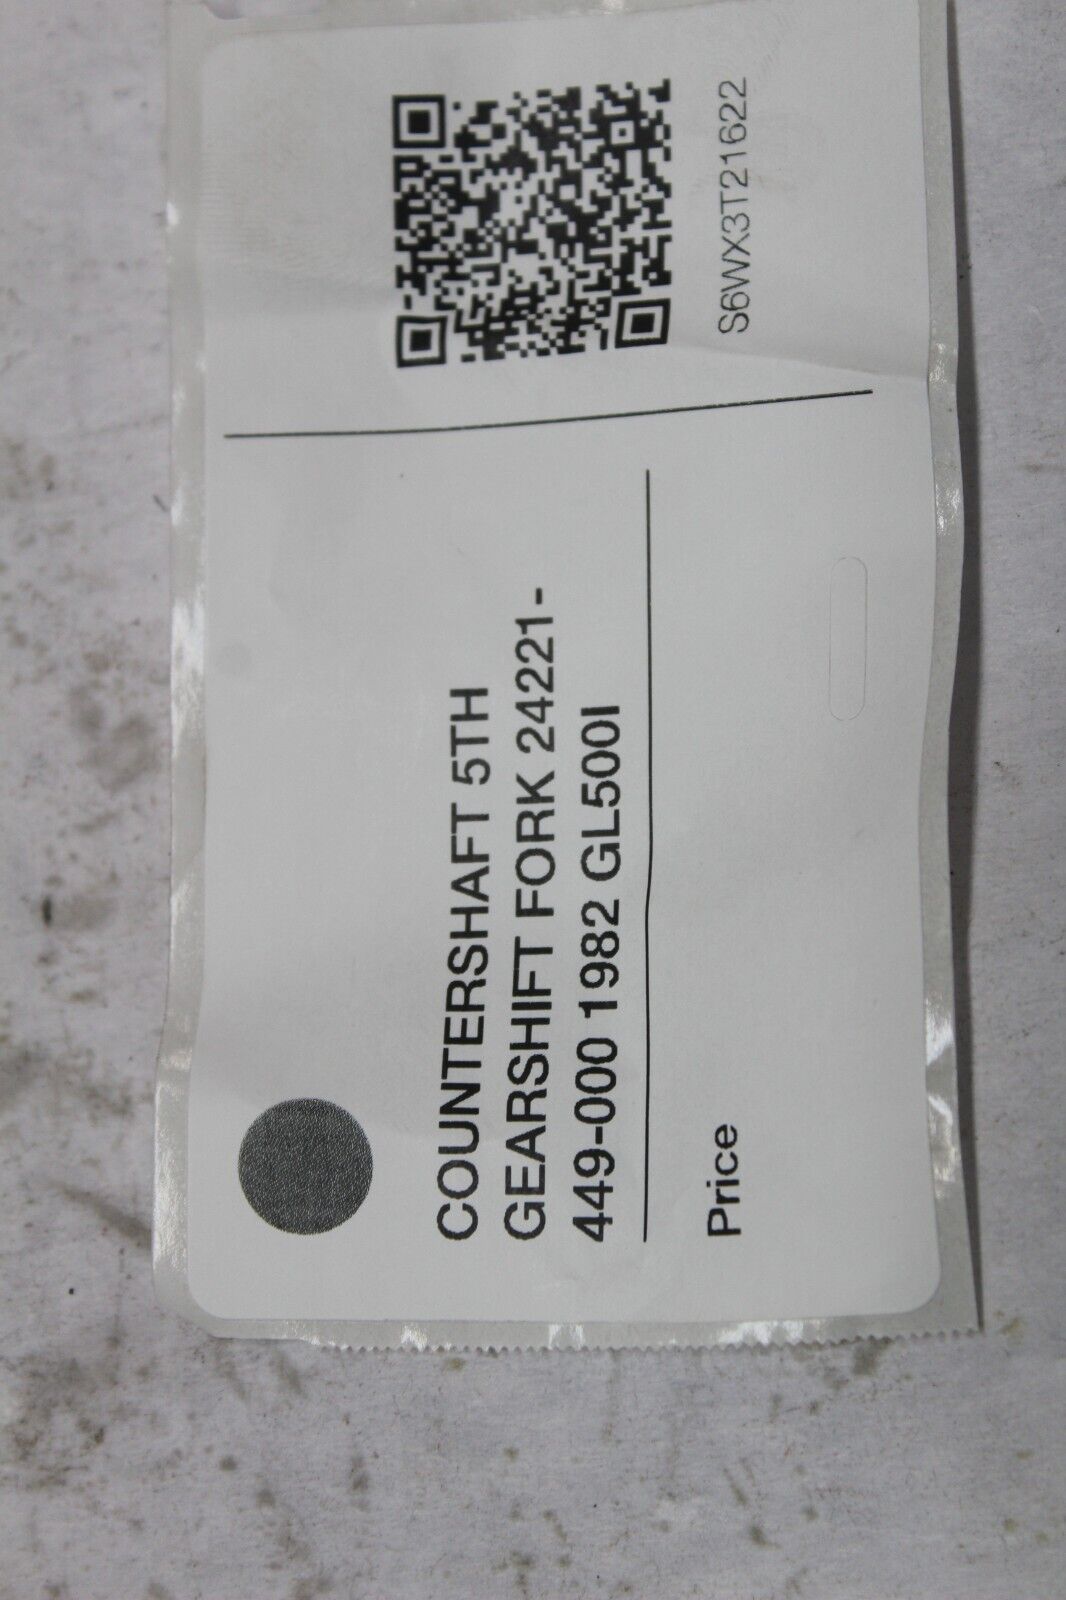 COUNTERSHAFT 5TH
GEARSHIFT FORK 24221-
449-000 1982 GL500I
Price
S6WX3T21622